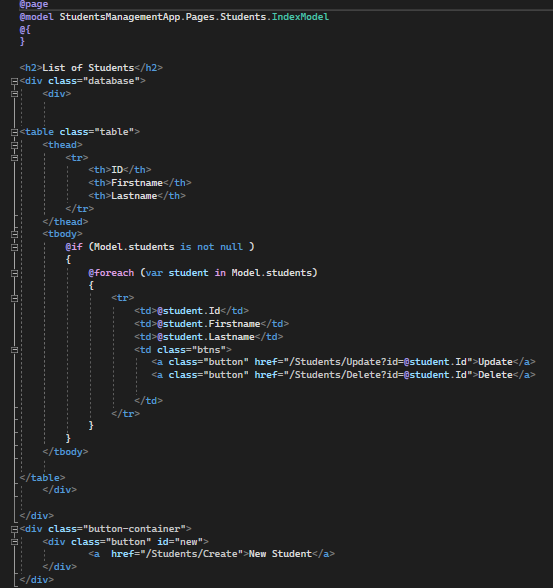 @page
@model StudentsManagementApp.Pages.Students.IndexModel
@{
}
<h2>List of Students</h2>
<div class="database">
<div>
<table class="table">
<thead>
<tr>
<th>ID</th>
<th>Firstname</th>
<th>Lastname</th>
</tr>
</thead>
<tbody>
@if (Model.students is not null )
{
@foreach (var student in Model.students)
{
<tr>
<td>@student.Id</td>
<td>@student.Firstname</td>
<td>@student.Lastname</td>
<td class="btns">
<a class="button" href="/Students/Update?id=@student.Id">Update</a>
<a class="button" href="/Students/Delete?id=@student.Id">Delete</a>
</td>
</tr>
}
}
</tbody>
</table>
</div>
</div>
<div class="button-container">
<div class="button" id="new">
<a  href="/Students/Create">New Student</a>
</div>
</div>